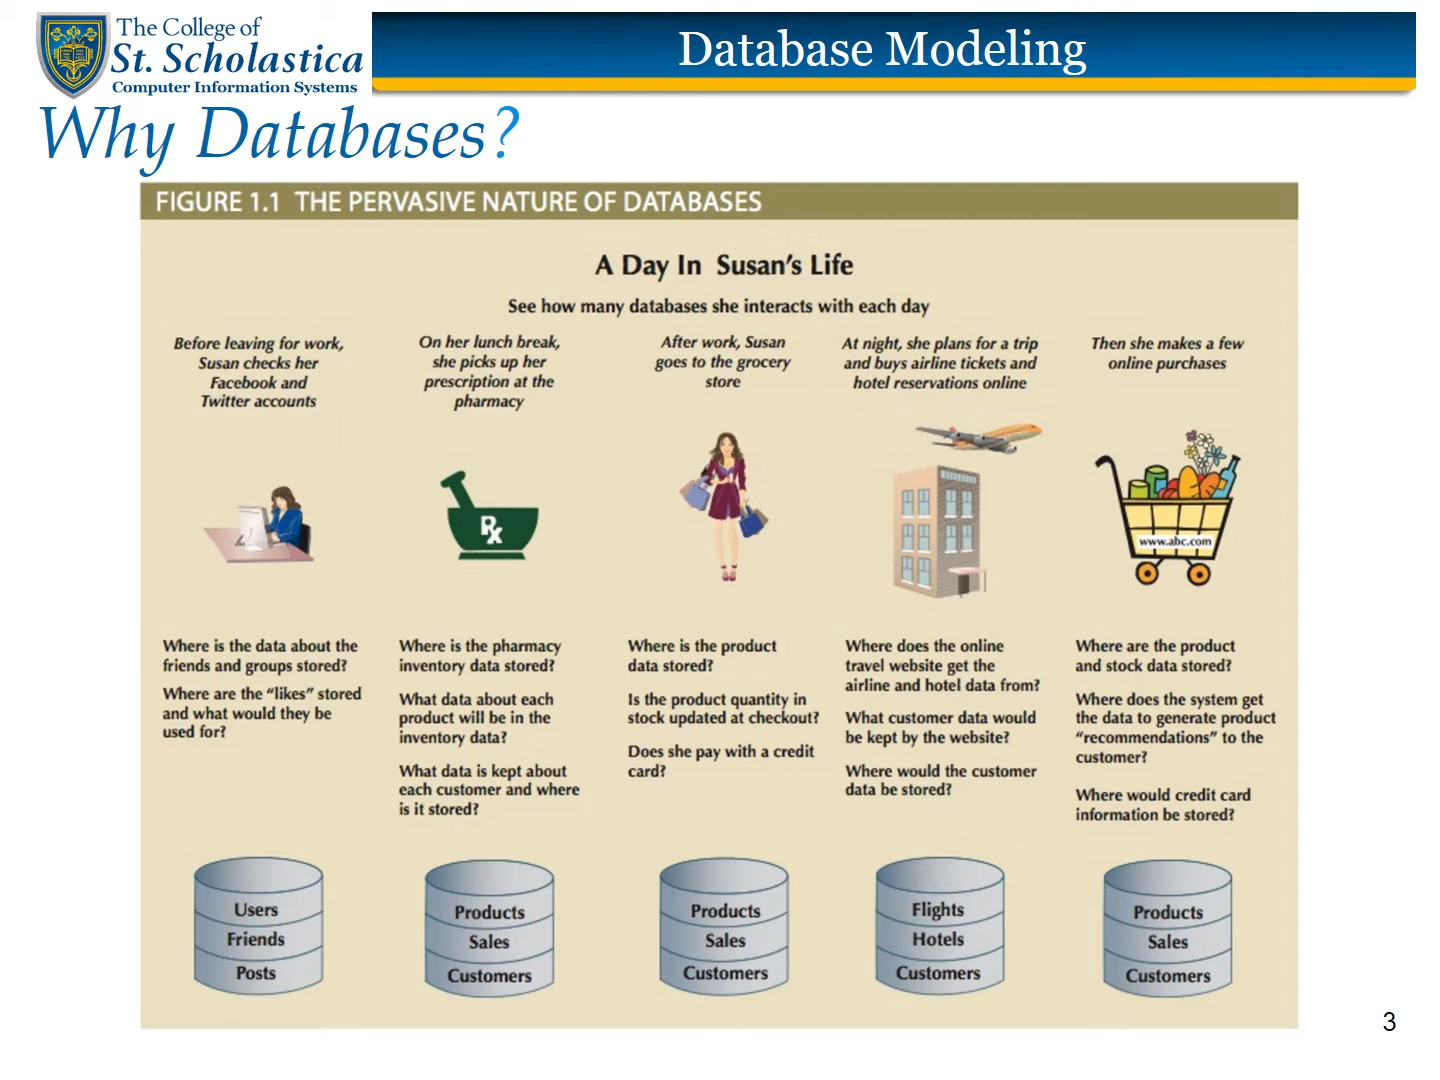 The College of
St. Scholastica
Computer Information Systems
Database Modeling
Why Databases?
FIGURE 1.1 THE PERVASIVE NATURE OF DATABASES
A Day In Susan's Life
See how many databases she interacts with each day
Before leaving for work,
Susan checks her
Facebook and
Twitter accounts
On her lunch break,
she picks up her
prescription at the
pharmacy
After work, Susan
goes to the grocery
store
At night, she plans for a trip
and buys airline tickets and
hotel reservations online
Then she makes a few
online purchases
Rx
www.abc.com
Where is the data about the
friends and groups stored?
Where are the “likes” stored
and what would they be
used for?
Where is the pharmacy
inventory data stored?
What data about each
product will be in the
inventory data?
What data is kept about
each customer and where
is it stored?
Where is the product
data stored?
Is the product quantity in
stock updated at checkout?
Does she pay with a credit
card?
Where does the online
travel website get the
airline and hotel data from?
What customer data would
be kept by the website?
Where would the customer
data be stored?
Where are the product
and stock data stored?
Where does the system get
the data to generate product
“recommendations” to the
customer?
Where would credit card
information be stored?
Users
Friends
Posts
Products
Sales
Customers
Products
Sales
Customers
Flights
Hotels
Customers
Products
Sales
Customers
3